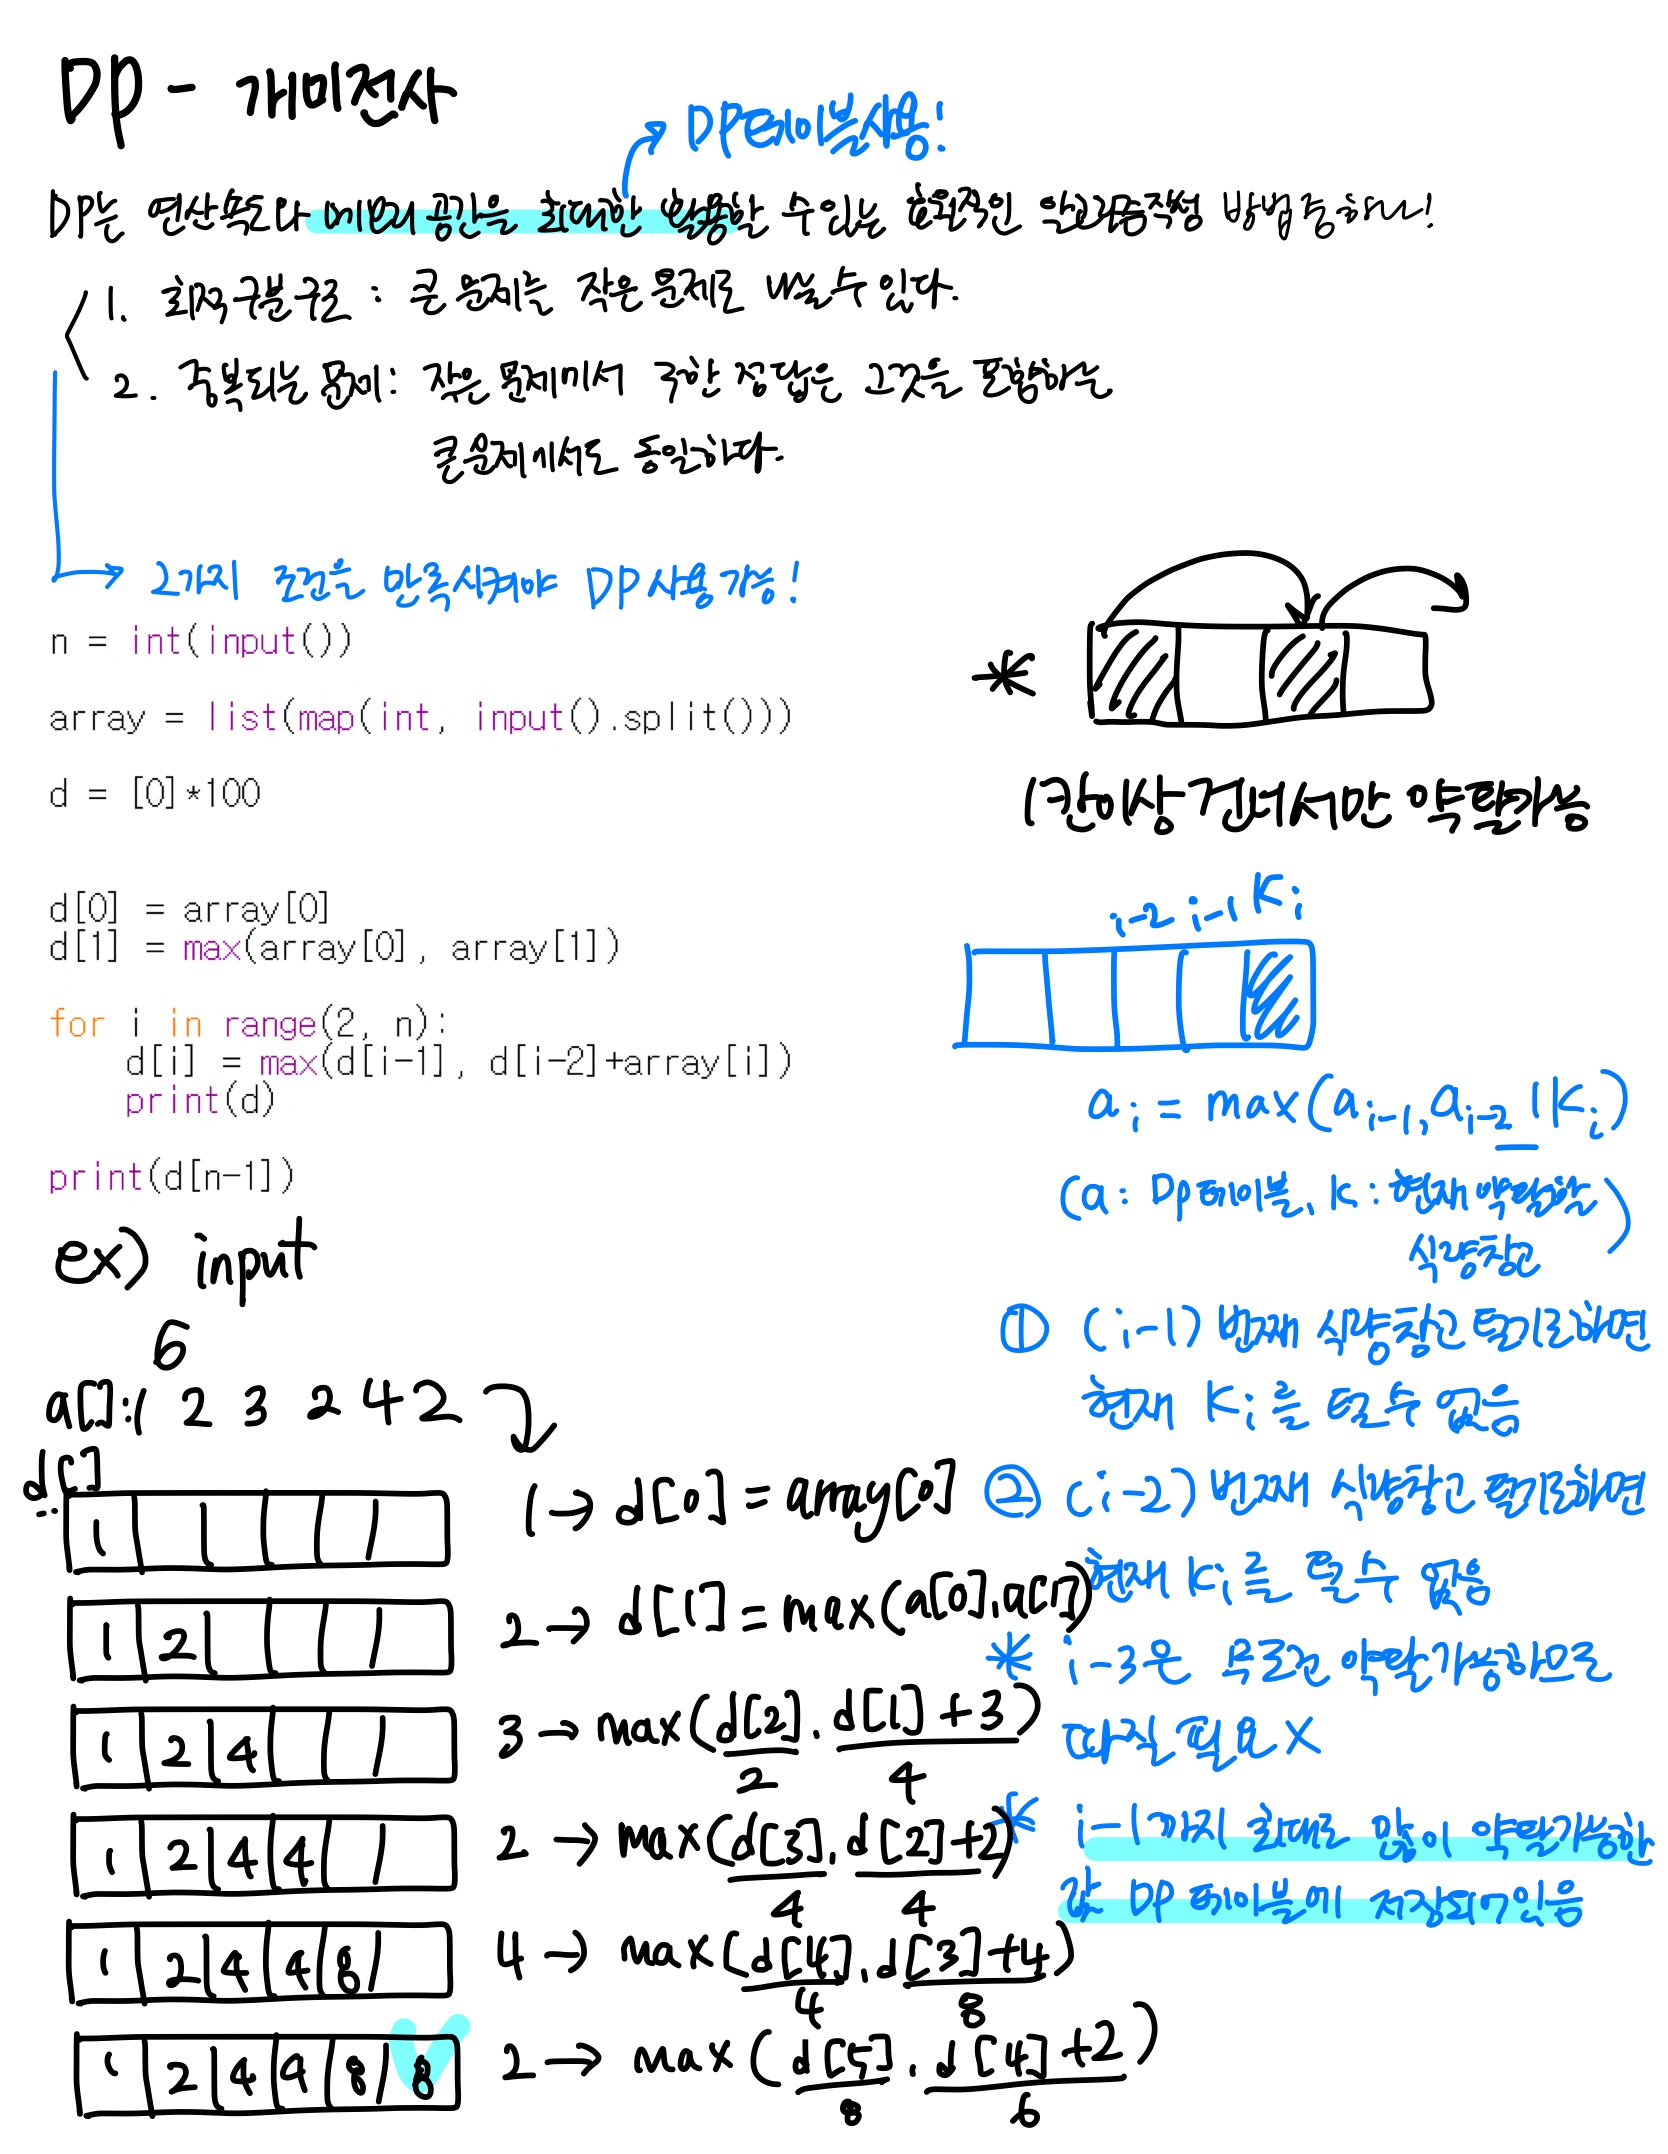 DP - 개미전사
DP테이블사용!
DP는 연산속도와 메모리 공간을 최대한 활용할 수 있는 효율적인 알고리즘작성 방법중하나!
1. 최적구분구조 : 큰 문제를 작은 문제로 나눌 수 있다.
2. 중복되는 문제 : 작은 문제에서 구한 정답은 그것을 포함하는
큰문제에서도 동일하다.
2가지 조건을 만족시켜야 DP 사용가능!
n = int(input())
array = list(map(int, input().split()))
d = [0]*100
d[0] = array[0]
d[1] = max(array[0], array[1])
for i in range(2, n):
d[i] = max(d[i-1], d[i-2]+array[i])
print(d)
print(d[n-1])
* 1칸이상 건너서만 약탈가능
i-2 i-1 Ki
ai = max(ai-1, ai-2 + Ki)
(a : Dp테이블, K : 현재 약탈할
식량창고)
① (i-1) 번째 식량창고 털기로하면
현재 Ki를 털 수 없음
② (i-2) 번째 식량창고 털기로하면
현재 Ki를 털 수
* i-3은 무조건 약탈가능하므로
따질 필요 X
* i-1까지 최대로 많이 약탈가능한
값 DP 테이블에 저장되어있음
ex) input
6
a[]: 1 2 3 2 4 2
d[]
1
1 → d[0] = array[0]
1 2
2 → d[1] = max(a[0], a[1])
1 2 4
3 → max(d[2], d[1]+3)
2 4
1 2 4 4
2 → max(d[3], d[2]+2)
4 4
1 2 4 4 8
4 → max(d[4], d[3]+4)
4 8
1 2 4 4 8 8
2 → max(d[5], d[4]+2)
8 6